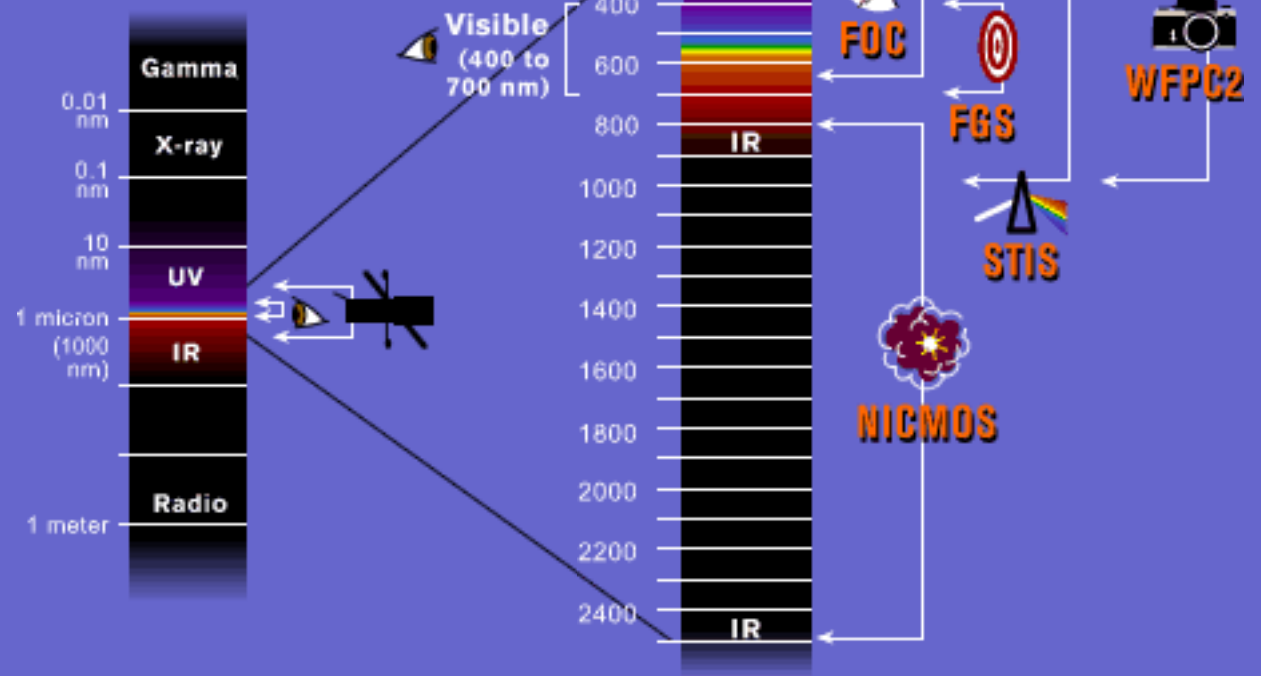 Gamma
0.01
nm
X-ray
0.1
nm
10
nm
UV
1 micron
(1000
nm)
IR
Radio
1 meter
Visible
(400 to
700 nm)
400
600
800
IR
1000
1200
1400
1600
1800
2000
2200
2400
IR
FOC
FGS
WFPC2
STIS
NICMOS